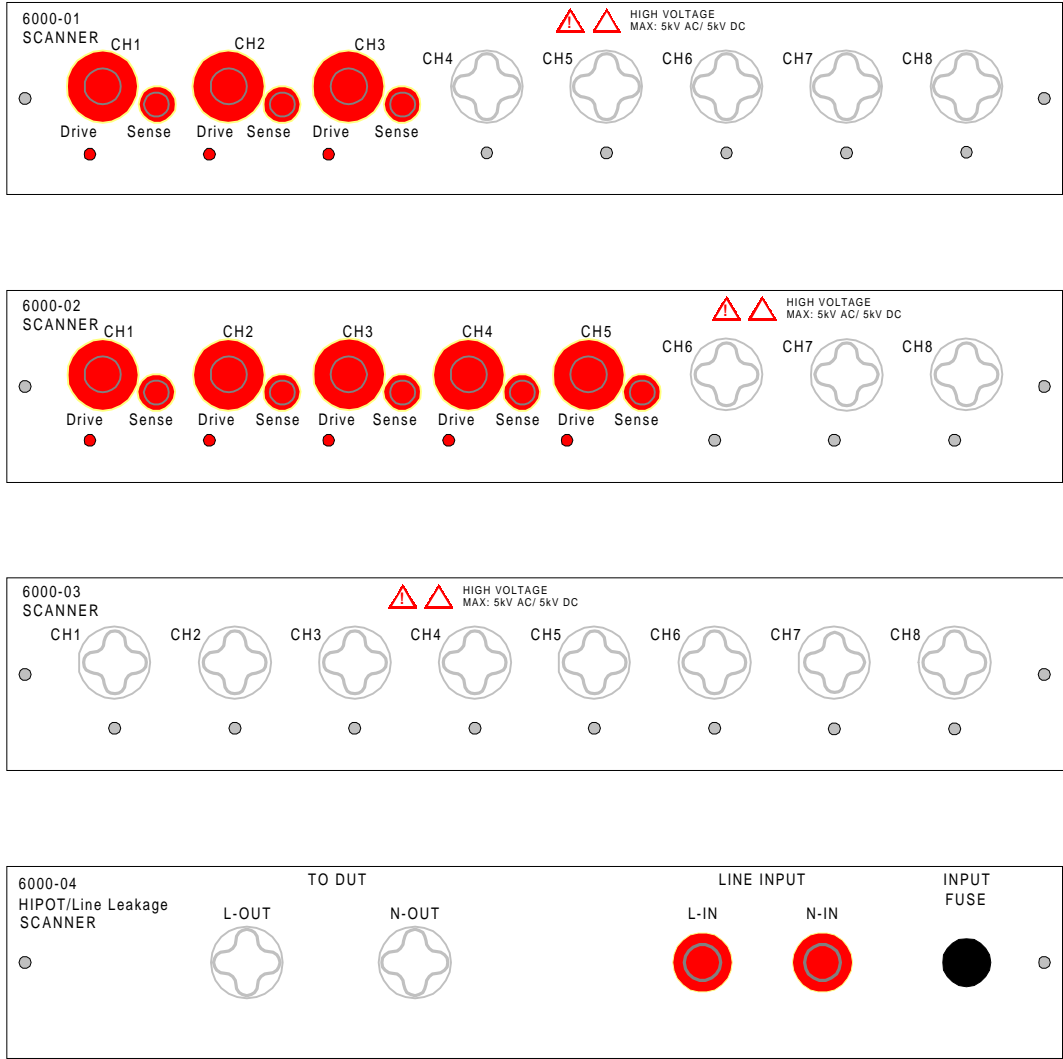 6000-01
SCANNER
CH1
CH2
CH3
CH4
CH5
CH6
CH7
CH8
HIGH VOLTAGE
MAX: 5kV AC/ 5kV DC
Drive Sense Drive Sense Drive Sense
6000-02
SCANNER
CH1
CH2
CH3
CH4
CH5
CH6
CH7
CH8
HIGH VOLTAGE
MAX: 5kV AC/ 5kV DC
Drive Sense Drive Sense Drive Sense Drive Sense Drive Sense
6000-03
SCANNER
HIGH VOLTAGE
MAX: 5kV AC/ 5kV DC
CH1
CH2
CH3
CH4
CH5
CH6
CH7
CH8
6000-04
HIPOT/Line Leakage
SCANNER
TO DUT
L-OUT
N-OUT
LINE INPUT
L-IN
N-IN
INPUT
FUSE